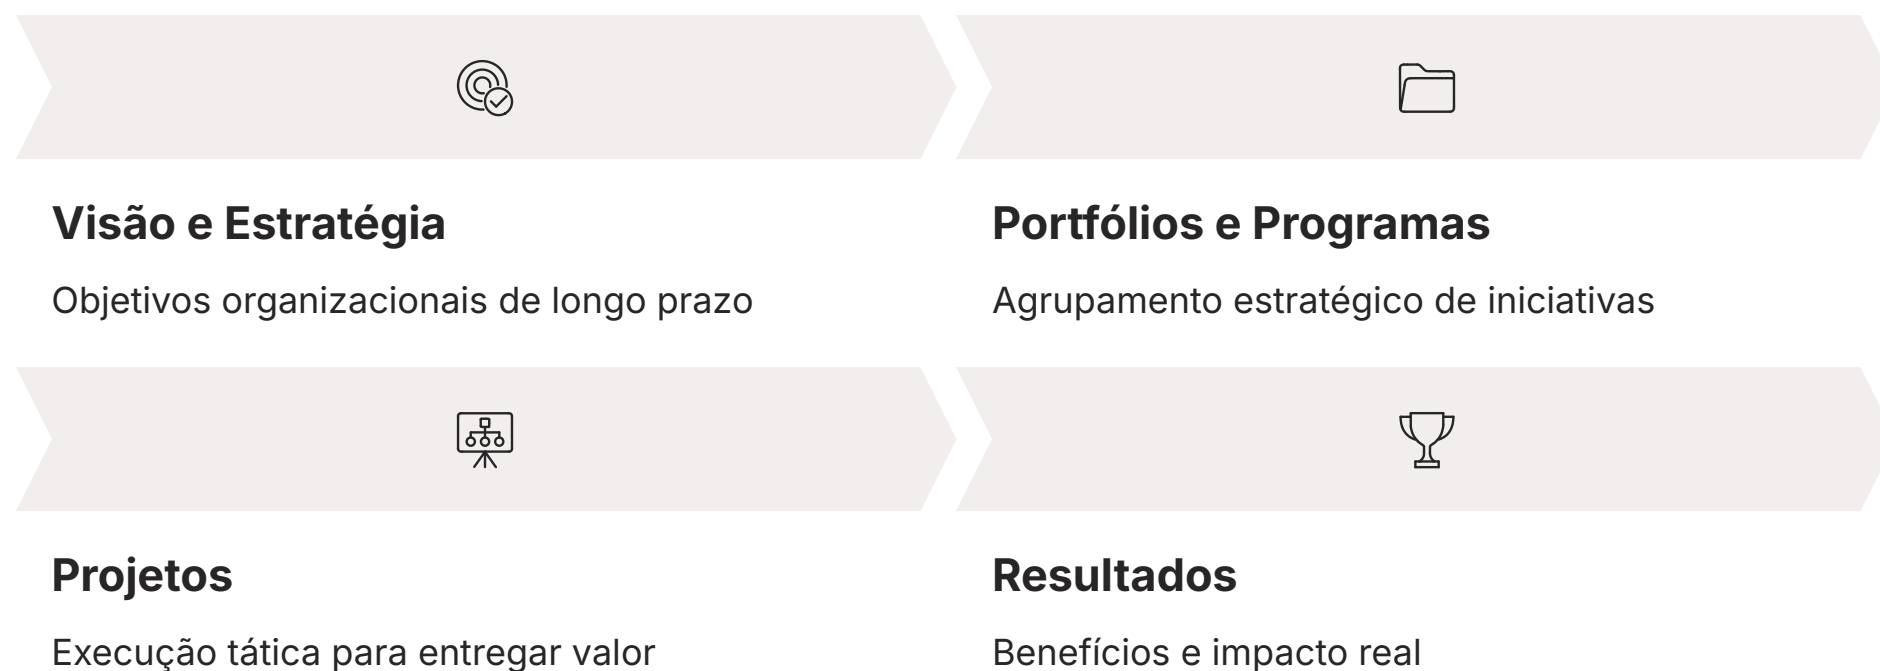 Visão e Estratégia
Objetivos organizacionais de longo prazo
Portfólios e Programas
Agrupamento estratégico de iniciativas
Projetos
Execução tática para entregar valor
Resultados
Benefícios e impacto real